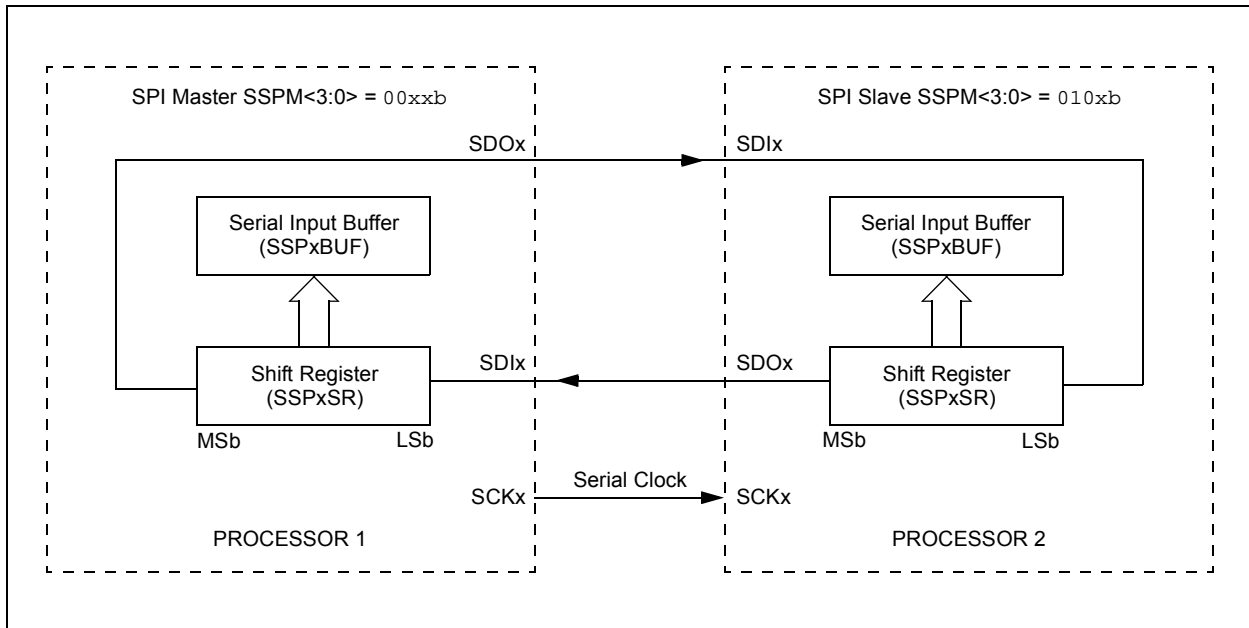 SPI Master SSPM<3:0> = 00xxb
SPI Slave SSPM<3:0> = 010xb
SDOx
SDIx
Serial Input Buffer
(SSPxBUF)
Serial Input Buffer
(SSPxBUF)
SDIx
SDOx
Shift Register
(SSPxSR)
Shift Register
(SSPxSR)
MSb
LSb
MSb
LSb
Serial Clock
SCKx
SCKx
PROCESSOR 1
PROCESSOR 2